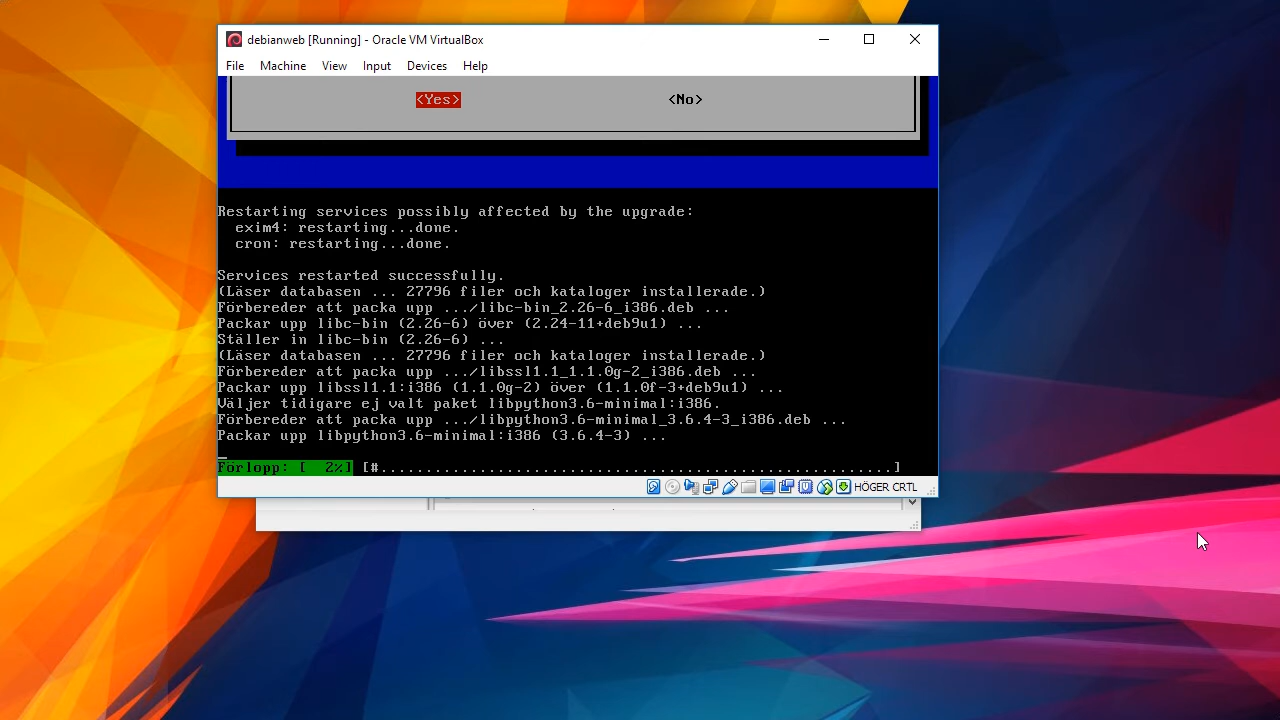 debianweb [Running] - Oracle VM VirtualBox
File Machine View Input Devices Help
<Yes> <No>
Restarting services possibly affected by the upgrade:
exim4: restarting...done.
cron: restarting...done.
Services restarted successfully.
(Läser databasen ... 27796 filer och kataloger installerade.)
Förbereder att packa upp .../libc-bin_2.26-6_i386.deb ...
Packar upp libc-bin (2.26-6) över (2.24-11+deb9u1) ...
Ställer in libc-bin (2.26-6) ...
(Läser databasen ... 27796 filer och kataloger installerade.)
Förbereder att packa upp .../libssl1.1_1.1.0g-2_i386.deb ...
Packar upp libssl1.1:i386 (1.1.0g-2) över (1.1.0f-3+deb9u1) ...
Väljer tidigare ej valt paket libpython3.6-minimal:i386.
Förbereder att packa upp .../libpython3.6-minimal_3.6.4-3_i386.deb ...
Packar upp libpython3.6-minimal:i386 (3.6.4-3) ...
Förlopp: [  2%] [#.........................................................]
HÖGER CRTL